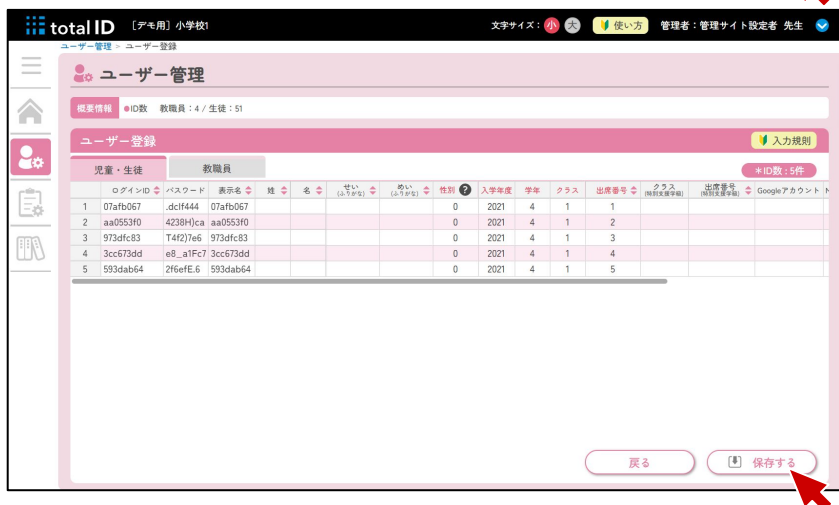 total ID [デモ用] 小学校1 文字サイズ： 小 大 使い方 管理者：管理サイト設定者 先生
ユーザー管理 > ユーザー登録
ユーザー管理
概要情報 ●ID数 教職員：4 / 生徒：51
ユーザー登録 入力規則
児童・生徒 教職員 ＊ID数：5件
ログインID パスワード 表示名 姓 名 せい(ふりがな) めい(ふりがな) 性別 ? 入学年度 学年 クラス 出席番号 クラス(特別支援学級) 出席番号(特別支援学級) Googleアカウント
1 07afb067 .dclf444 07afb067 0 2021 4 1 1
2 aa0553f0 4238H)ca aa0553f0 0 2021 4 1 2
3 973dfc83 T4f2)7e6 973dfc83 0 2021 4 1 3
4 3cc673dd e8_a1Fc7 3cc673dd 0 2021 4 1 4
5 593dab64 2f6efE.6 593dab64 0 2021 4 1 5
戻る 保存する